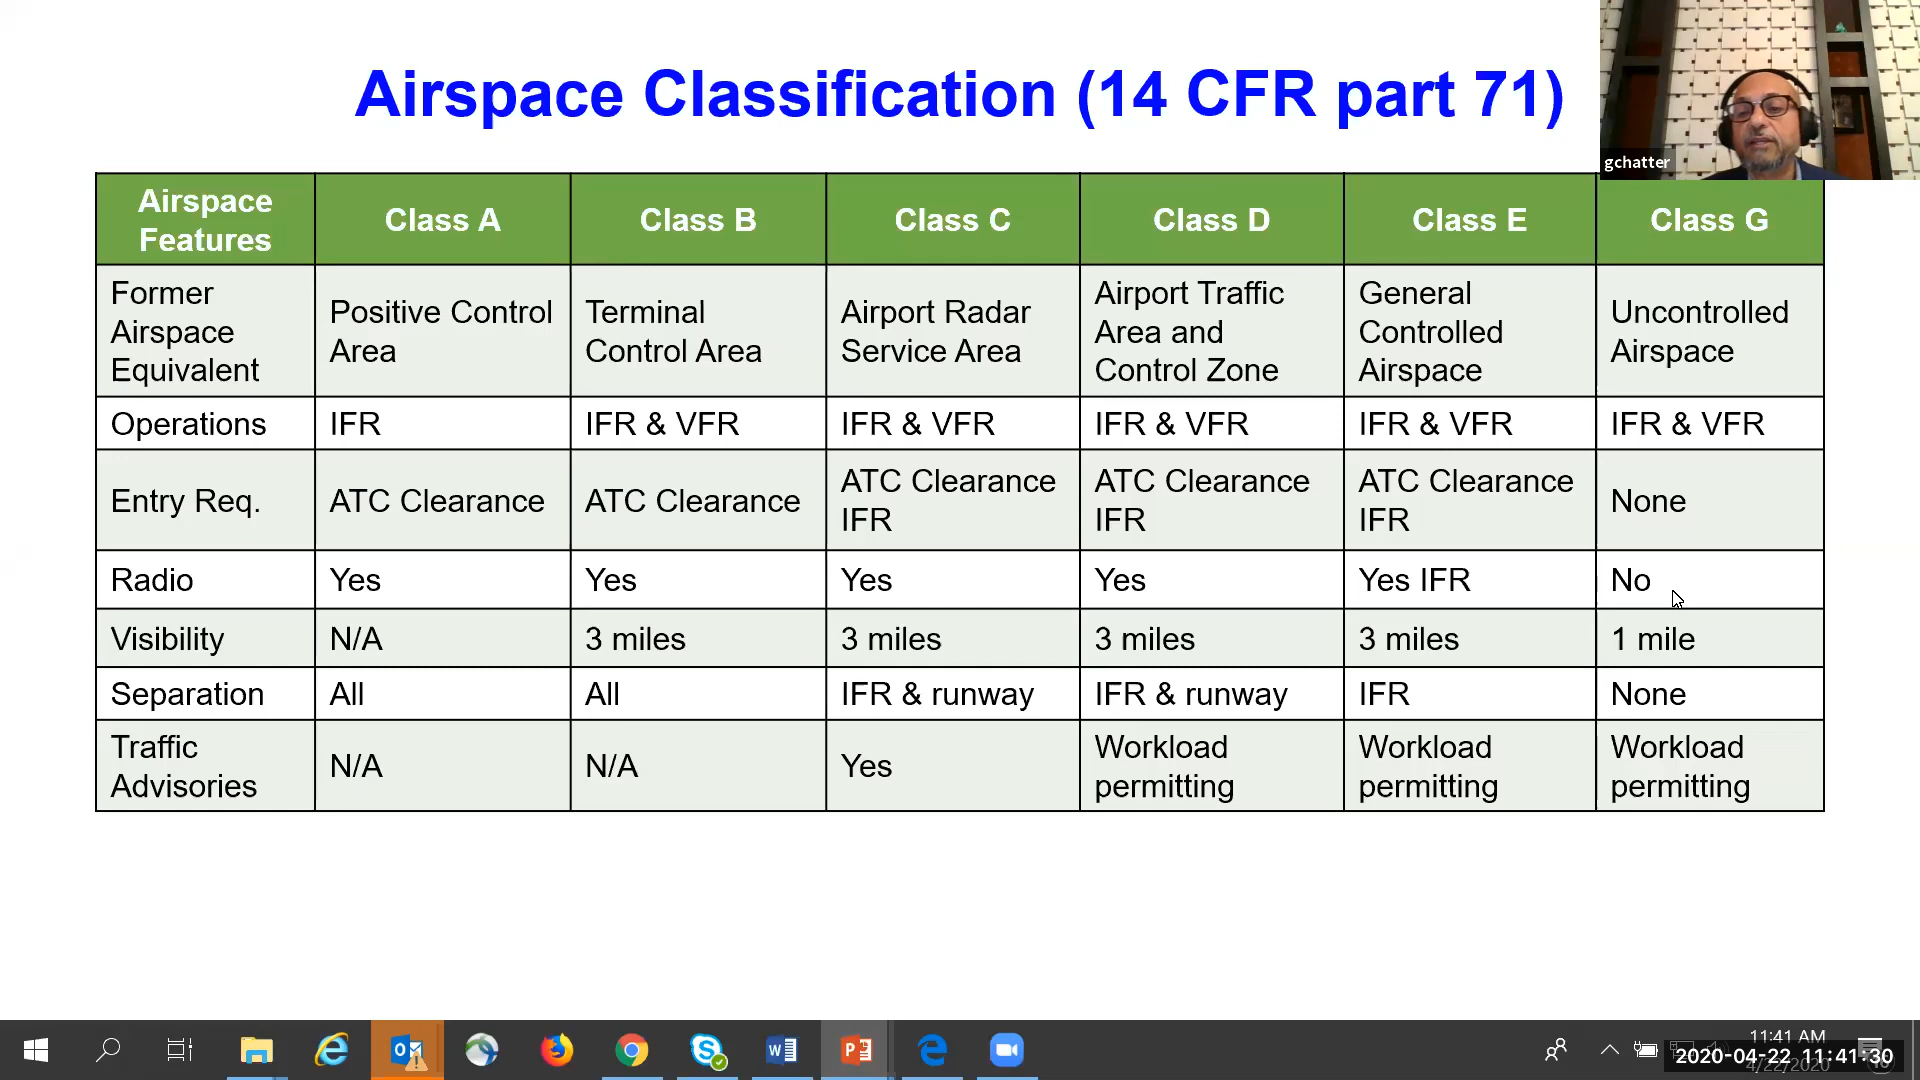 Airspace Classification (14 CFR part 71)
gchatter
Airspace Features
Class A
Class B
Class C
Class D
Class E
Class G
Former
Airspace
Equivalent
Positive Control
Area
Terminal
Control Area
Airport Radar
Service Area
Airport Traffic
Area and
Control Zone
General
Controlled
Airspace
Uncontrolled
Airspace
Operations
IFR
IFR & VFR
IFR & VFR
IFR & VFR
IFR & VFR
IFR & VFR
Entry Req.
ATC Clearance
ATC Clearance
ATC Clearance
IFR
ATC Clearance
IFR
ATC Clearance
IFR
None
Radio
Yes
Yes
Yes
Yes
Yes IFR
No
Visibility
N/A
3 miles
3 miles
3 miles
3 miles
1 mile
Separation
All
All
IFR & runway
IFR & runway
IFR
None
Traffic
Advisories
N/A
N/A
Yes
Workload
permitting
Workload
permitting
Workload
permitting
11:41 AM
2020-04-22 11:41:30
4/22/2020